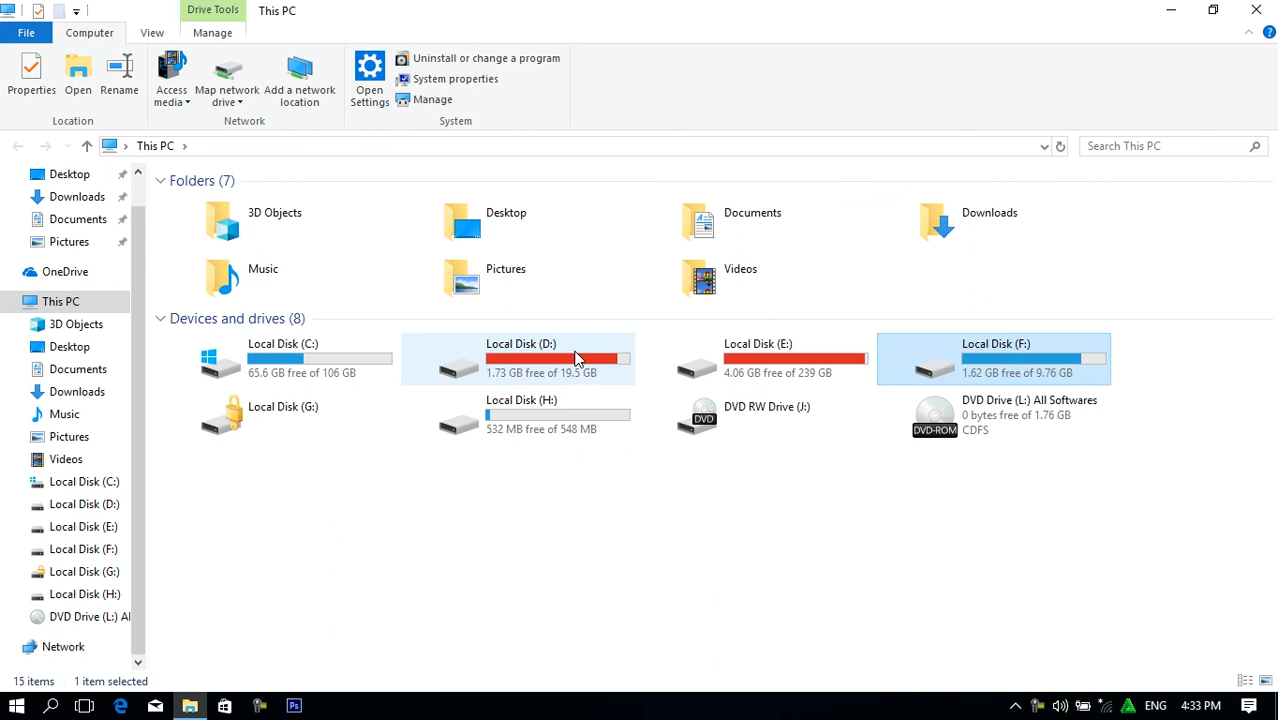 Drive Tools
This PC
File
Computer
View
Manage
Properties
Open
Rename
Access media
Map network drive
Add a network location
Open Settings
Uninstall or change a program
System properties
Manage
Location
Network
System
This PC
Search This PC
Desktop
Downloads
Documents
Pictures
OneDrive
This PC
3D Objects
Desktop
Documents
Downloads
Music
Pictures
Videos
Local Disk (C:)
Local Disk (D:)
Local Disk (E:)
Local Disk (F:)
Local Disk (G:)
Local Disk (H:)
DVD Drive (L:) Al
Network
Folders (7)
3D Objects
Desktop
Documents
Downloads
Music
Pictures
Videos
Devices and drives (8)
Local Disk (C:)
65.6 GB free of 106 GB
Local Disk (D:)
1.73 GB free of 19.5 GB
Local Disk (E:)
4.06 GB free of 239 GB
Local Disk (F:)
1.62 GB free of 9.76 GB
Local Disk (G:)
Local Disk (H:)
532 MB free of 548 MB
DVD
DVD RW Drive (J:)
DVD-ROM
DVD Drive (L:) All Softwares
0 bytes free of 1.76 GB
CDFS
15 items
1 item selected
Ps
ENG
4:33 PM